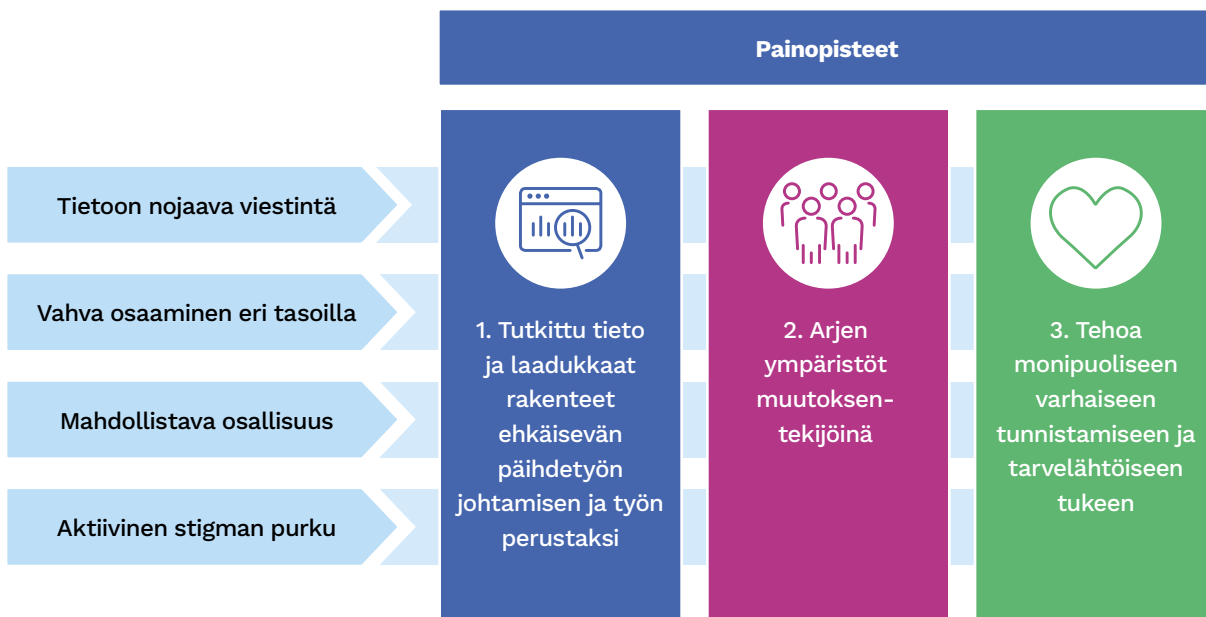 Painopisteet
Tietoon nojaava viestintä
Vahva osaaminen eri tasoilla
Mahdollistava osallisuus
Aktiivinen stigman purku
1. Tutkittu tieto
ja laadukkaat
rakenteet
ehkäisevän
päihdetyön
johtamisen ja työn
perustaksi
2. Arjen
ympäristöt
muutoksen-
tekijöinä
3. Tehoa
monipuoliseen
varhaiseen
tunnistamiseen ja
tarvelähtöiseen
tukeen